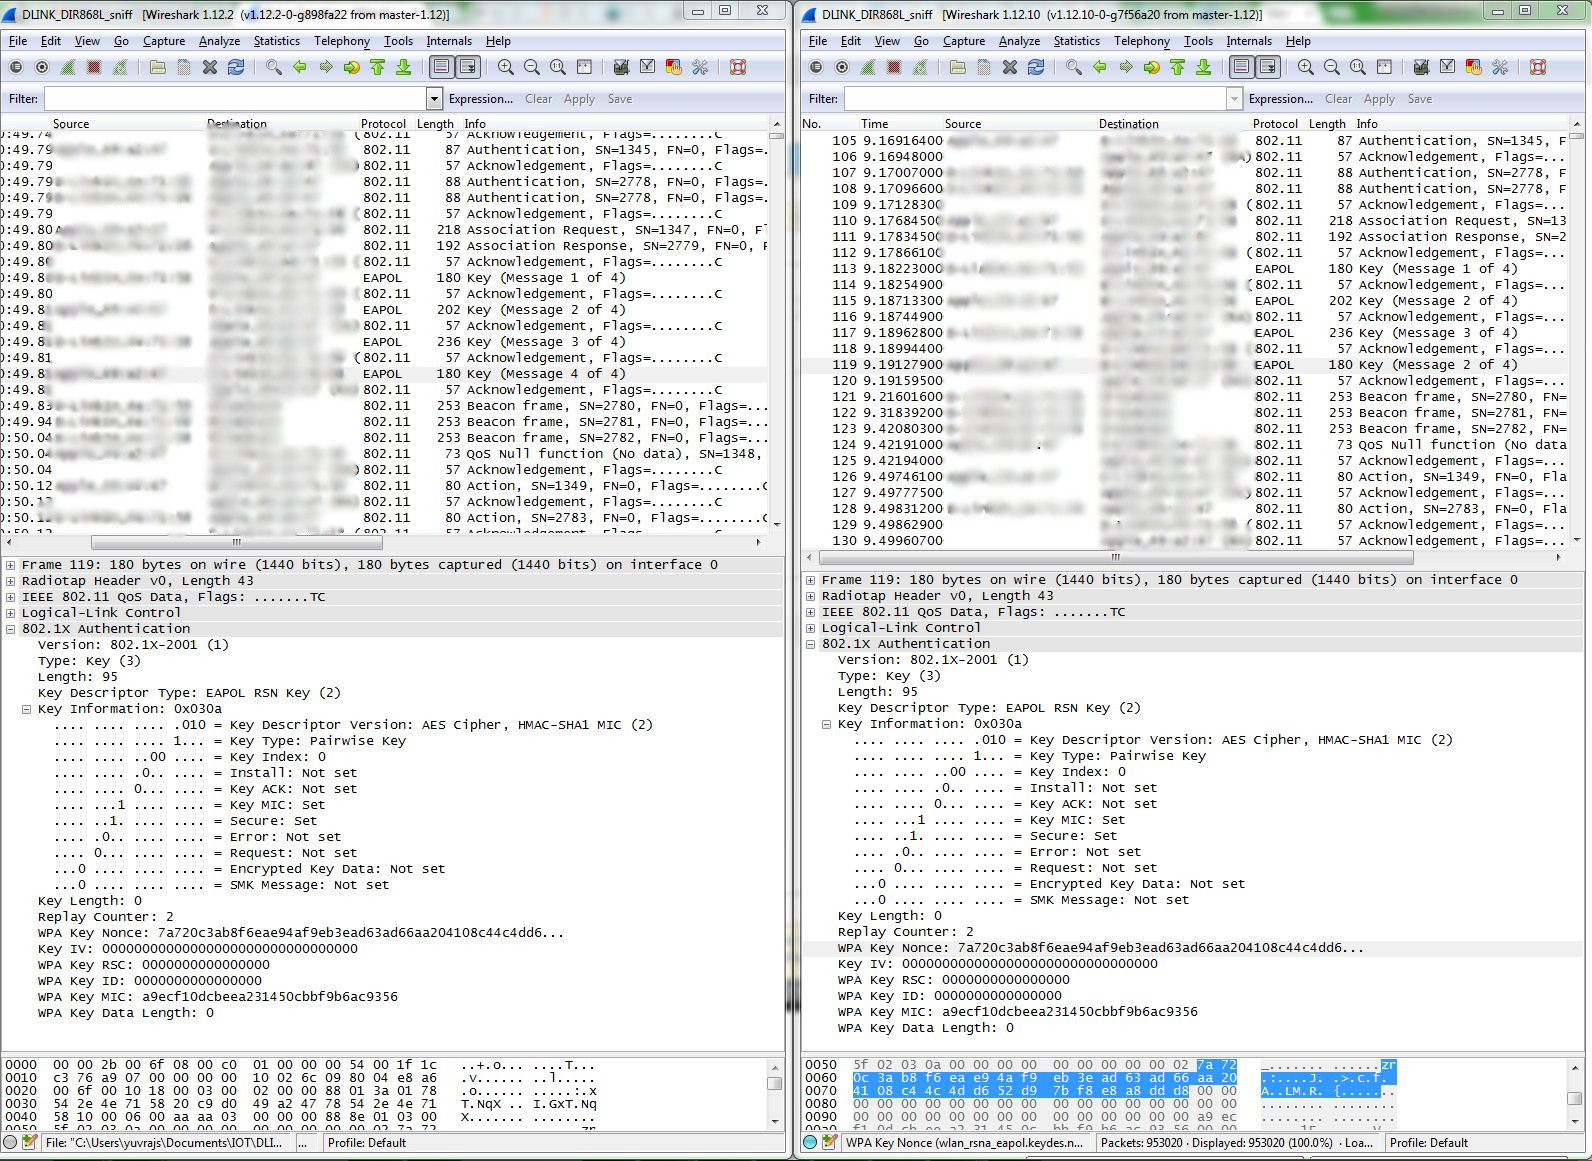 DLINK_DIR868L_sniff [Wireshark 1.12.2 (v1.12.2-0-g898fa22 from master-1.12)]
File Edit View Go Capture Analyze Statistics Telephony Tools Internals Help
Filter: Expression... Clear Apply Save
Source Destination Protocol Length Info
0:49.74 802.11 57 Acknowledgement, Flags=........C
0:49.79 802.11 87 Authentication, SN=1345, FN=0, Flags=.
0:49.79 802.11 57 Acknowledgement, Flags=........C
0:49.79 802.11 88 Authentication, SN=2778, FN=0, Flags=.
0:49.79 802.11 88 Authentication, SN=2778, FN=0, Flags=.
0:49.79 802.11 57 Acknowledgement, Flags=........C
0:49.80 802.11 218 Association Request, SN=1347, FN=0, Fl
0:49.80 802.11 192 Association Response, SN=2779, FN=0, F
0:49.80 802.11 57 Acknowledgement, Flags=........C
0:49.80 EAPOL 180 Key (Message 1 of 4)
0:49.80 802.11 57 Acknowledgement, Flags=........C
0:49.81 EAPOL 202 Key (Message 2 of 4)
0:49.81 802.11 57 Acknowledgement, Flags=........C
0:49.81 EAPOL 236 Key (Message 3 of 4)
0:49.81 802.11 57 Acknowledgement, Flags=........C
0:49.81 EAPOL 180 Key (Message 4 of 4)
0:49.81 802.11 57 Acknowledgement, Flags=........C
0:49.83 802.11 253 Beacon frame, SN=2780, FN=0, Flags=...
0:49.94 802.11 253 Beacon frame, SN=2781, FN=0, Flags=...
0:50.04 802.11 253 Beacon frame, SN=2782, FN=0, Flags=...
0:50.04 802.11 73 QoS Null function (No data), SN=1348,
0:50.04 802.11 57 Acknowledgement, Flags=........C
0:50.12 802.11 80 Action, SN=1349, FN=0, Flags=........C
0:50.12 802.11 57 Acknowledgement, Flags=........C
0:50.12 802.11 80 Action, SN=2783, FN=0, Flags=........C
0:50.12 802.11 57 Acknowledgement, Flags=........C
Frame 119: 180 bytes on wire (1440 bits), 180 bytes captured (1440 bits) on interface 0
Radiotap Header v0, Length 43
IEEE 802.11 QoS Data, Flags: .......TC
Logical-Link Control
802.1X Authentication
Version: 802.1X-2001 (1)
Type: Key (3)
Length: 95
Key Descriptor Type: EAPOL RSN Key (2)
Key Information: 0x030a
.... .... .... .010 = Key Descriptor Version: AES Cipher, HMAC-SHA1 MIC (2)
.... .... .... 1... = Key Type: Pairwise Key
.... .... ..00 .... = Key Index: 0
.... .... .0.. .... = Install: Not set
.... .... 0... .... = Key ACK: Not set
.... ...1 .... .... = Key MIC: Set
.... ..1. .... .... = Secure: Set
.... .0.. .... .... = Error: Not set
.... 0... .... .... = Request: Not set
...0 .... .... .... = Encrypted Key Data: Not set
...0 .... .... .... = SMK Message: Not set
Key Length: 0
Replay Counter: 2
WPA Key Nonce: 7a720c3ab8f6eae94af9eb3ead63ad66aa204108c44c4dd6...
Key IV: 00000000000000000000000000000000
WPA Key RSC: 0000000000000000
WPA Key ID: 0000000000000000
WPA Key MIC: a9ecf10dcbeea231450cbbf9b6ac9356
WPA Key Data Length: 0
0000 00 00 2b 00 6f 08 00 c0 01 00 00 00 54 00 1f 1c ..+.o... ....T...
0010 c3 76 a9 07 00 00 00 00 10 02 6c 09 80 04 e8 a6 .v...... ..l.....
0020 00 6f 00 10 18 00 03 00 02 00 00 88 01 3a 01 78 .o...... .....:.x
0030 54 2e 4e 71 58 20 c9 d0 49 a2 47 78 54 2e 4e 71 T.NqX .. I.GxT.Nq
0040 58 10 00 06 00 aa aa 03 00 00 00 88 8e 01 03 00 X....... ........
File: "C:\Users\yuvrajs\Documents\IOT\DLI... ... Profile: Default
DLINK_DIR868L_sniff [Wireshark 1.12.10 (v1.12.10-0-g7f56a20 from master-1.12)]
File Edit View Go Capture Analyze Statistics Telephony Tools Internals Help
Filter: Expression... Clear Apply Save
No. Time Source Destination Protocol Length Info
105 9.16916400 802.11 87 Authentication, SN=1345, F
106 9.16948000 802.11 57 Acknowledgement, Flags=...
107 9.17007000 802.11 88 Authentication, SN=2778, F
108 9.17096600 802.11 88 Authentication, SN=2778, F
109 9.17128300 802.11 57 Acknowledgement, Flags=...
110 9.17684500 802.11 218 Association Request, SN=13
111 9.17834500 802.11 192 Association Response, SN=2
112 9.17866100 802.11 57 Acknowledgement, Flags=...
113 9.18223000 EAPOL 180 Key (Message 1 of 4)
114 9.18254900 802.11 57 Acknowledgement, Flags=...
115 9.18713300 EAPOL 202 Key (Message 2 of 4)
116 9.18744900 802.11 57 Acknowledgement, Flags=...
117 9.18962800 EAPOL 236 Key (Message 3 of 4)
118 9.18994400 802.11 57 Acknowledgement, Flags=...
119 9.19127900 EAPOL 180 Key (Message 2 of 4)
120 9.19159500 802.11 57 Acknowledgement, Flags=...
121 9.21601600 802.11 253 Beacon frame, SN=2780, FN=
122 9.31839200 802.11 253 Beacon frame, SN=2781, FN=
123 9.42080300 802.11 253 Beacon frame, SN=2782, FN=
124 9.42191000 802.11 73 QoS Null function (No data
125 9.42194500 802.11 57 Acknowledgement, Flags=...
126 9.49746100 802.11 80 Action, SN=1349, FN=0, Fla
127 9.49777500 802.11 57 Acknowledgement, Flags=...
128 9.49831200 802.11 80 Action, SN=2783, FN=0, Fla
129 9.49862900 802.11 57 Acknowledgement, Flags=...
130 9.49960700 802.11 57 Acknowledgement, Flags=...
Frame 119: 180 bytes on wire (1440 bits), 180 bytes captured (1440 bits) on interface 0
Radiotap Header v0, Length 43
IEEE 802.11 QoS Data, Flags: .......TC
Logical-Link Control
802.1X Authentication
Version: 802.1X-2001 (1)
Type: Key (3)
Length: 95
Key Descriptor Type: EAPOL RSN Key (2)
Key Information: 0x030a
.... .... .... .010 = Key Descriptor Version: AES Cipher, HMAC-SHA1 MIC (2)
.... .... .... 1... = Key Type: Pairwise Key
.... .... ..00 .... = Key Index: 0
.... .... .0.. .... = Install: Not set
.... .... 0... .... = Key ACK: Not set
.... ...1 .... .... = Key MIC: Set
.... ..1. .... .... = Secure: Set
.... .0.. .... .... = Error: Not set
.... 0... .... .... = Request: Not set
...0 .... .... .... = Encrypted Key Data: Not set
...0 .... .... .... = SMK Message: Not set
Key Length: 0
Replay Counter: 2
WPA Key Nonce: 7a720c3ab8f6eae94af9eb3ead63ad66aa204108c44c4dd6...
Key IV: 00000000000000000000000000000000
WPA Key RSC: 0000000000000000
WPA Key ID: 0000000000000000
WPA Key MIC: a9ecf10dcbeea231450cbbf9b6ac9356
WPA Key Data Length: 0
0050 5f 02 03 0a 00 00 00 00 00 00 00 00 00 02 7a 72 _....... ......zr
0060 0c 3a b8 f6 ea e9 4a f9 eb 3e ad 63 ad 66 aa 20 .:....J. .>.c.f.
0070 41 08 c4 4c 4d d6 52 d9 7b f8 e8 a8 dd d8 00 00 A..LM.R. {.......
0080 00 00 00 00 00 00 00 00 00 00 00 00 00 00 00 00
0090 00 00 00 00 00 00 00 00 00 00 00 00 00 00 a9 ec
WPA Key Nonce (wlan_rsna_eapol.keydes.n... Packets: 953020 · Displayed: 953020 (100.0%) · Loa... Profile: Default